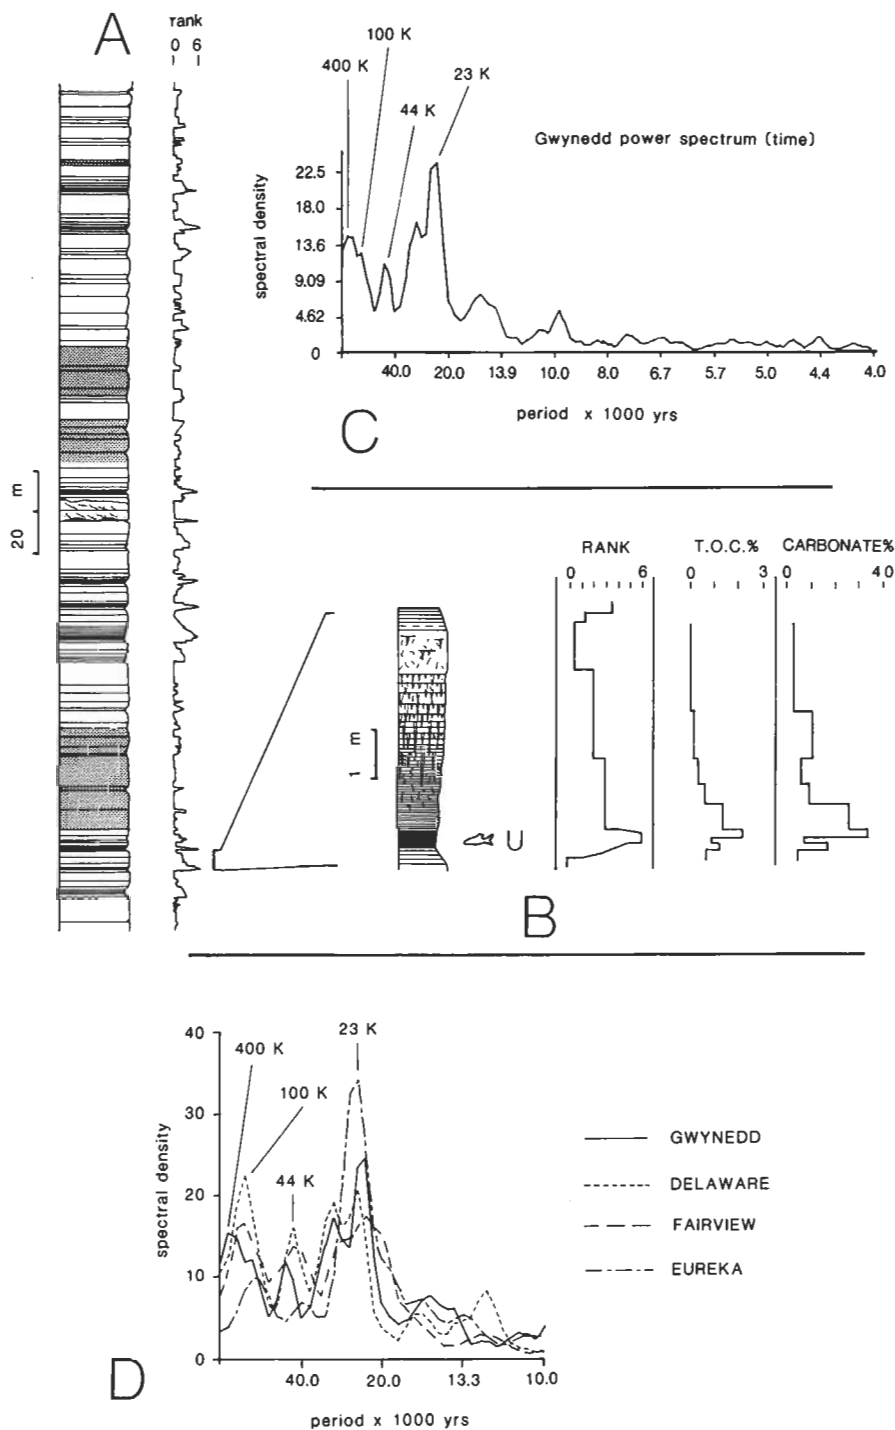 A
rank
0 6
20 m
400 K
100 K
44 K
23 K
Gwynedd power spectrum (time)
spectral density
22.5
18.0
13.6
9.09
4.62
0
40.0 20.0 13.9 10.0 8.0 6.7 5.7 5.0 4.4 4.0
period x 1000 yrs
C
RANK T.O.C.% CARBONATE%
0 6 0 3 0 40
1 m
U
B
spectral density
40
30
20
10
0
400 K
100 K
44 K
23 K
GWYNEDD
DELAWARE
FAIRVIEW
EUREKA
40.0 20.0 13.3 10.0
period x 1000 yrs
D